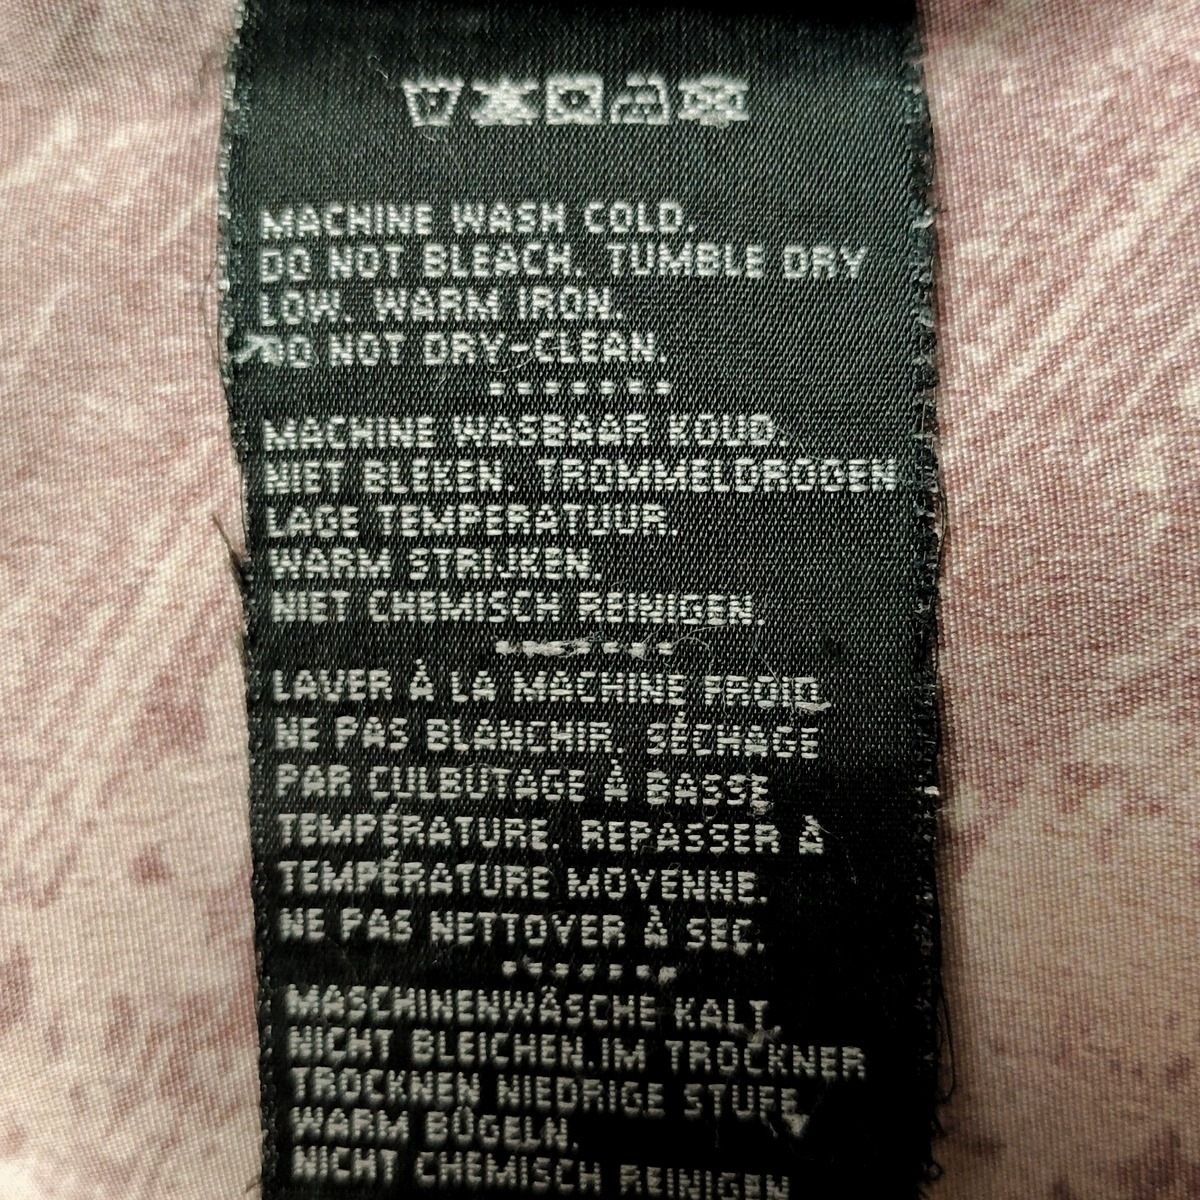 MACHINE WASH COLD.
DO NOT BLEACH. TUMBLE DRY
LOW. WARM IRON.
DO NOT DRY-CLEAN.
-------
MACHINE WASBAAR KOUD.
NIET BLEKEN. TROMMELDROGEN
LAGE TEMPERATUUR.
WARM STRIJKEN.
NIET CHEMISCH REINIGEN.
-------
LAVER À LA MACHINE FROID.
NE PAS BLANCHIR. SÉCHAGE
PAR CULBUTAGE À BASSE
TEMPÉRATURE. REPASSER À
TEMPÉRATURE MOYENNE.
NE PAS NETTOYER À SEC.
-------
MASCHINENWÄSCHE KALT.
NICHT BLEICHEN.IM TROCKNER
TROCKNEN NIEDRIGE STUFE.
WARM BÜGELN.
NICHT CHEMISCH REINIGEN